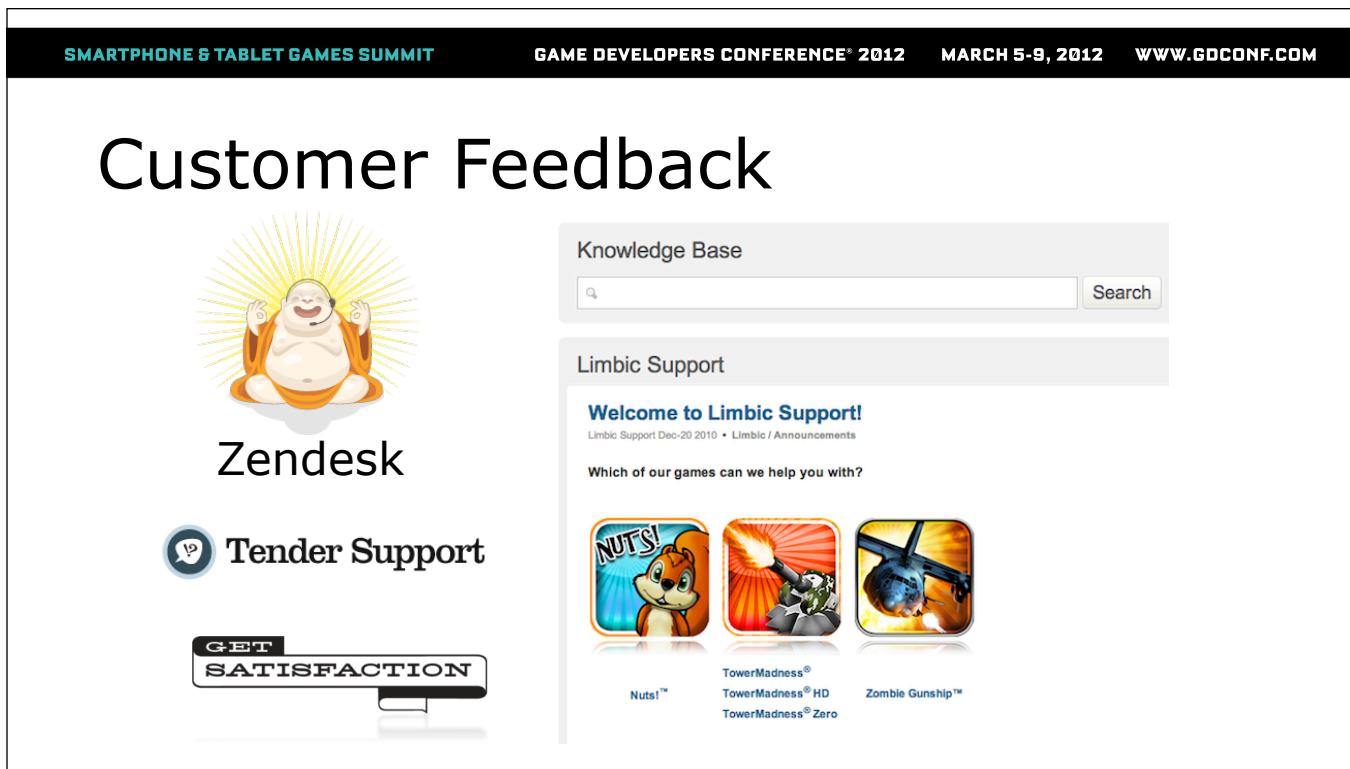 SMARTPHONE & TABLET GAMES SUMMIT GAME DEVELOPERS CONFERENCE® 2012 MARCH 5-9, 2012 WWW.GDCONF.COM
Customer Feedback
Zendesk
!? Tender Support
GET
SATISFACTION
Knowledge Base
Search
Limbic Support
Welcome to Limbic Support!
Limbic Support Dec-20 2010 • Limbic / Announcements
Which of our games can we help you with?
NUTS!
Nuts!™
TowerMadness®
TowerMadness® HD
TowerMadness® Zero
Zombie Gunship™